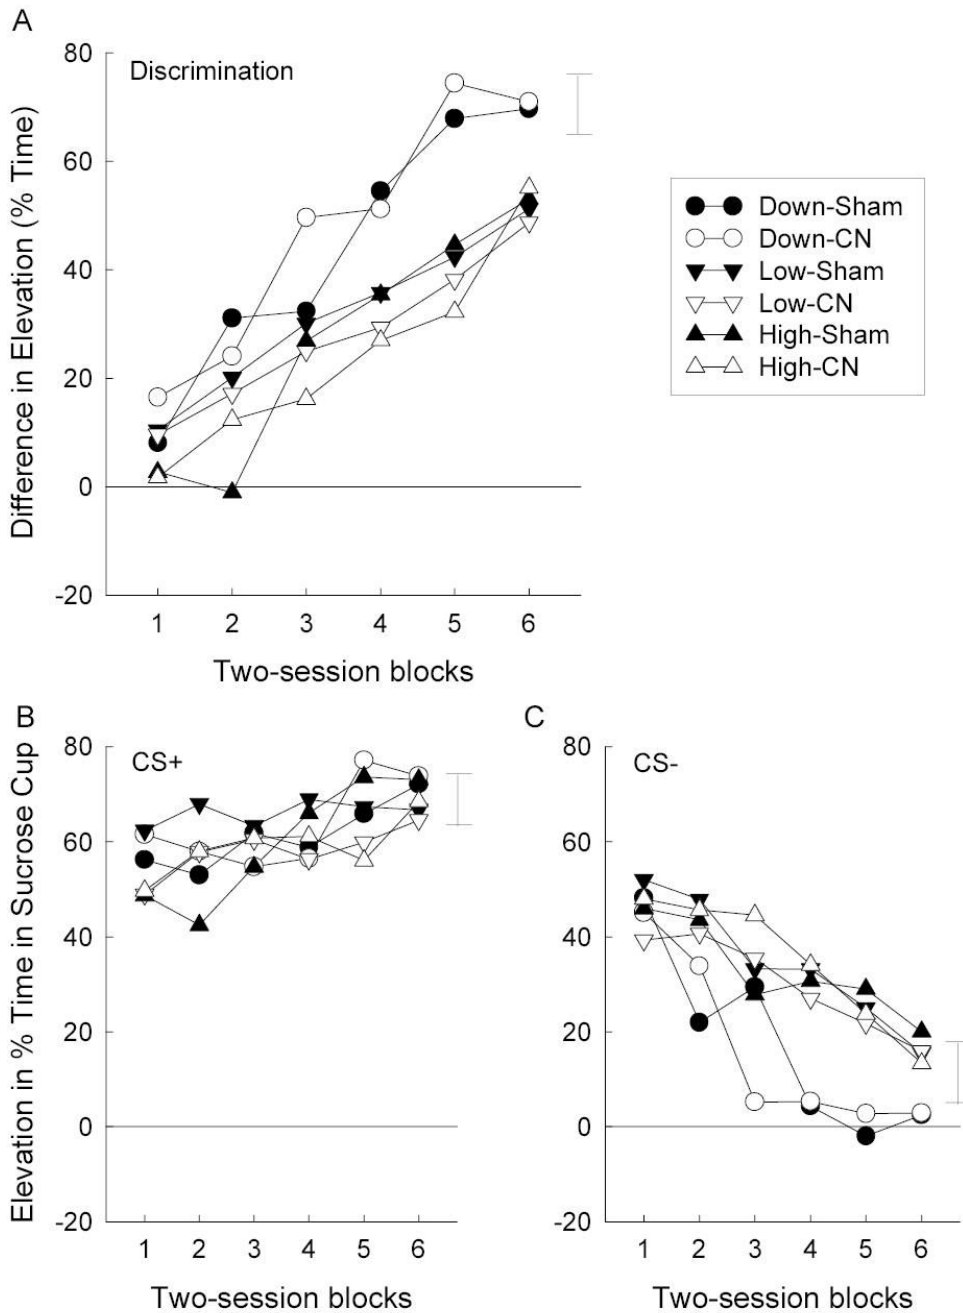 A
Discrimination
Difference in Elevation (% Time)
80
60
40
20
0
-20
1 2 3 4 5 6
Two-session blocks
Down-Sham
Down-CN
Low-Sham
Low-CN
High-Sham
High-CN
B
CS+
Elevation in % Time in Sucrose Cup
80
60
40
20
0
-20
1 2 3 4 5 6
Two-session blocks
C
CS-
80
60
40
20
0
-20
1 2 3 4 5 6
Two-session blocks